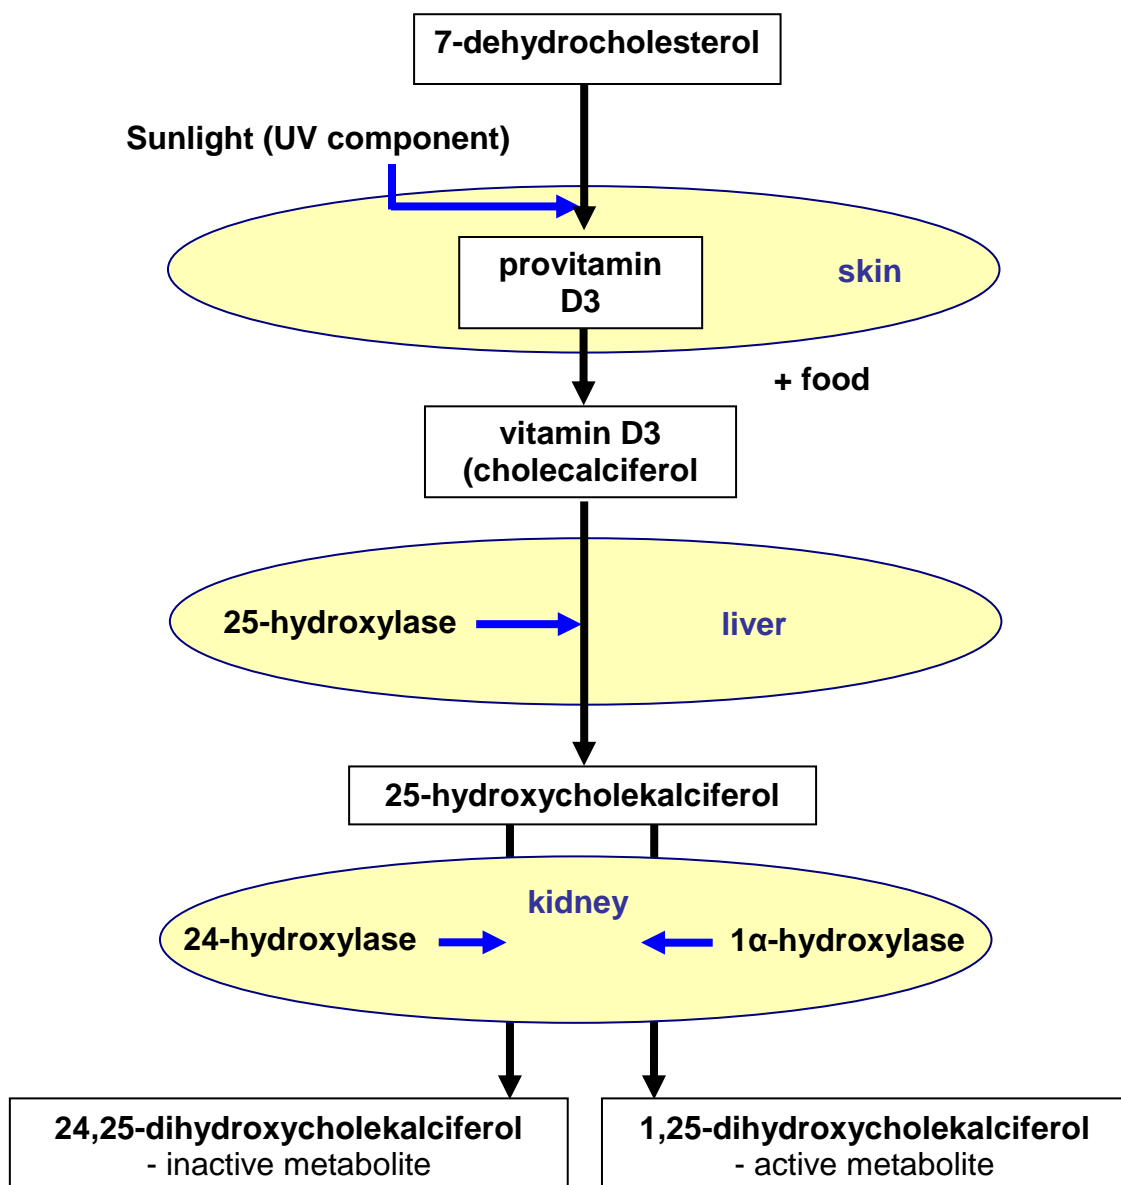 7-dehydrocholesterol
Sunlight (UV component)
provitamin
D3
skin
+ food
vitamin D3
(cholecalciferol
25-hydroxylase
liver
25-hydroxycholekalciferol
kidney
24-hydroxylase
1α-hydroxylase
24,25-dihydroxycholekalciferol
- inactive metabolite
1,25-dihydroxycholekalciferol
- active metabolite